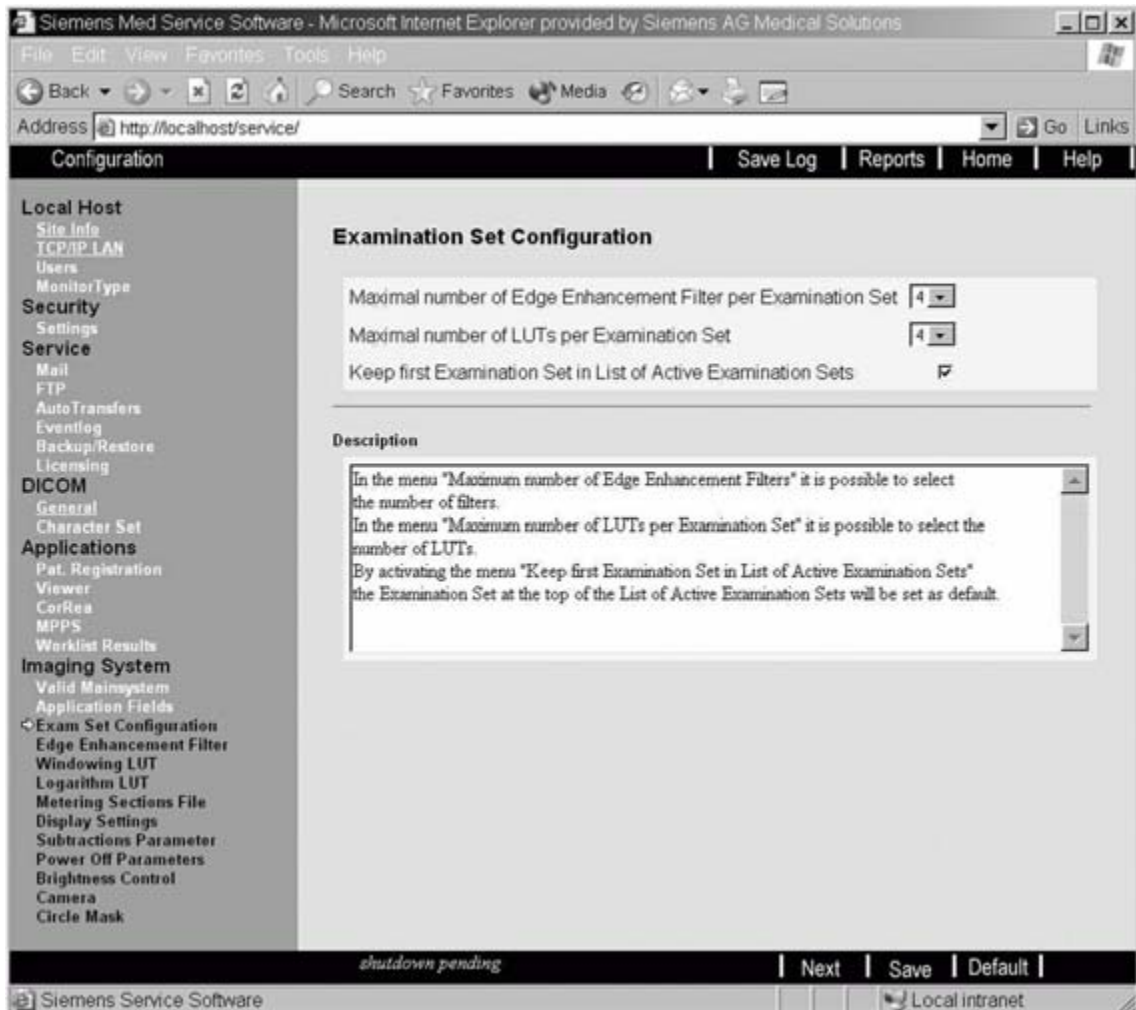 Siemens Med Service Software - Microsoft Internet Explorer provided by Siemens AG Medical Solutions
File Edit View Favorites Tools Help
Back Search Favorites Media
Address http://localhost/service/ Go Links
Configuration Save Log Reports Home Help
Local Host
Site Info
TCP/IP LAN
Users
MonitorType
Security
Settings
Service
Mail
FTP
AutoTransfers
Eventlog
Backup/Restore
Licensing
DICOM
General
Character Set
Applications
Pat. Registration
Viewer
CorRea
MPPS
Worklist Results
Imaging System
Valid Mainsystem
Application Fields
Exam Set Configuration
Edge Enhancement Filter
Windowing LUT
Logarithm LUT
Metering Sections File
Display Settings
Subtractions Parameter
Power Off Parameters
Brightness Control
Camera
Circle Mask
Examination Set Configuration
Maximal number of Edge Enhancement Filter per Examination Set 4
Maximal number of LUTs per Examination Set 4
Keep first Examination Set in List of Active Examination Sets
Description
In the menu "Maximum number of Edge Enhancement Filters" it is possible to select
the number of filters.
In the menu "Maximum number of LUTs per Examination Set" it is possible to select the
number of LUTs.
By activating the menu "Keep first Examination Set in List of Active Examination Sets"
the Examination Set at the top of the List of Active Examination Sets will be set as default.
shutdown pending Next Save Default
Siemens Service Software Local intranet